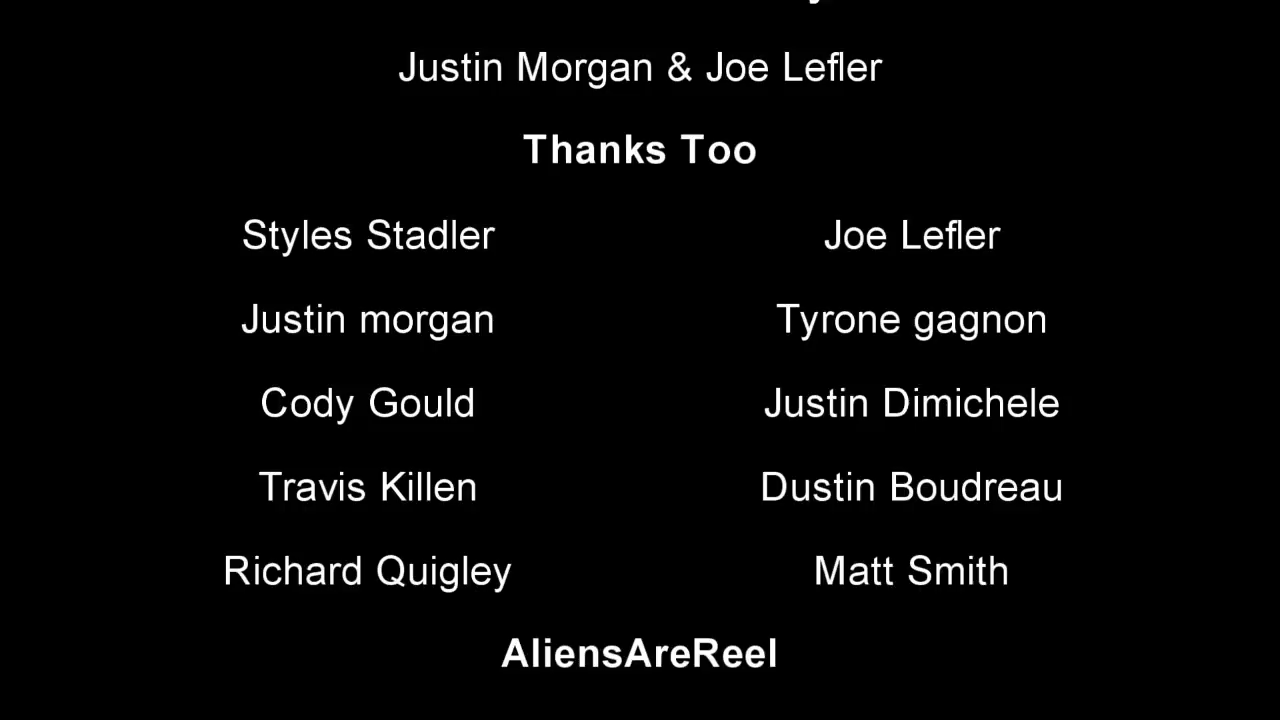 Justin Morgan & Joe Lefler
Thanks Too
Styles Stadler Joe Lefler
Justin morgan Tyrone gagnon
Cody Gould Justin Dimichele
Travis Killen Dustin Boudreau
Richard Quigley Matt Smith
AliensAreReel